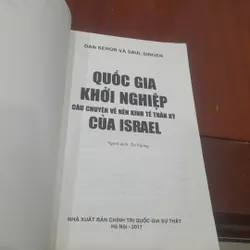 DAN SENOR VÀ SAUL SINGER
QUỐC GIA
KHỞI NGHIỆP
CÂU CHUYỆN VỀ NỀN KINH TẾ THẦN KỲ
CỦA ISRAEL
NHÀ XUẤT BẢN CHÍNH TRỊ QUỐC GIA SỰ THẬT
Hà Nội - 2017